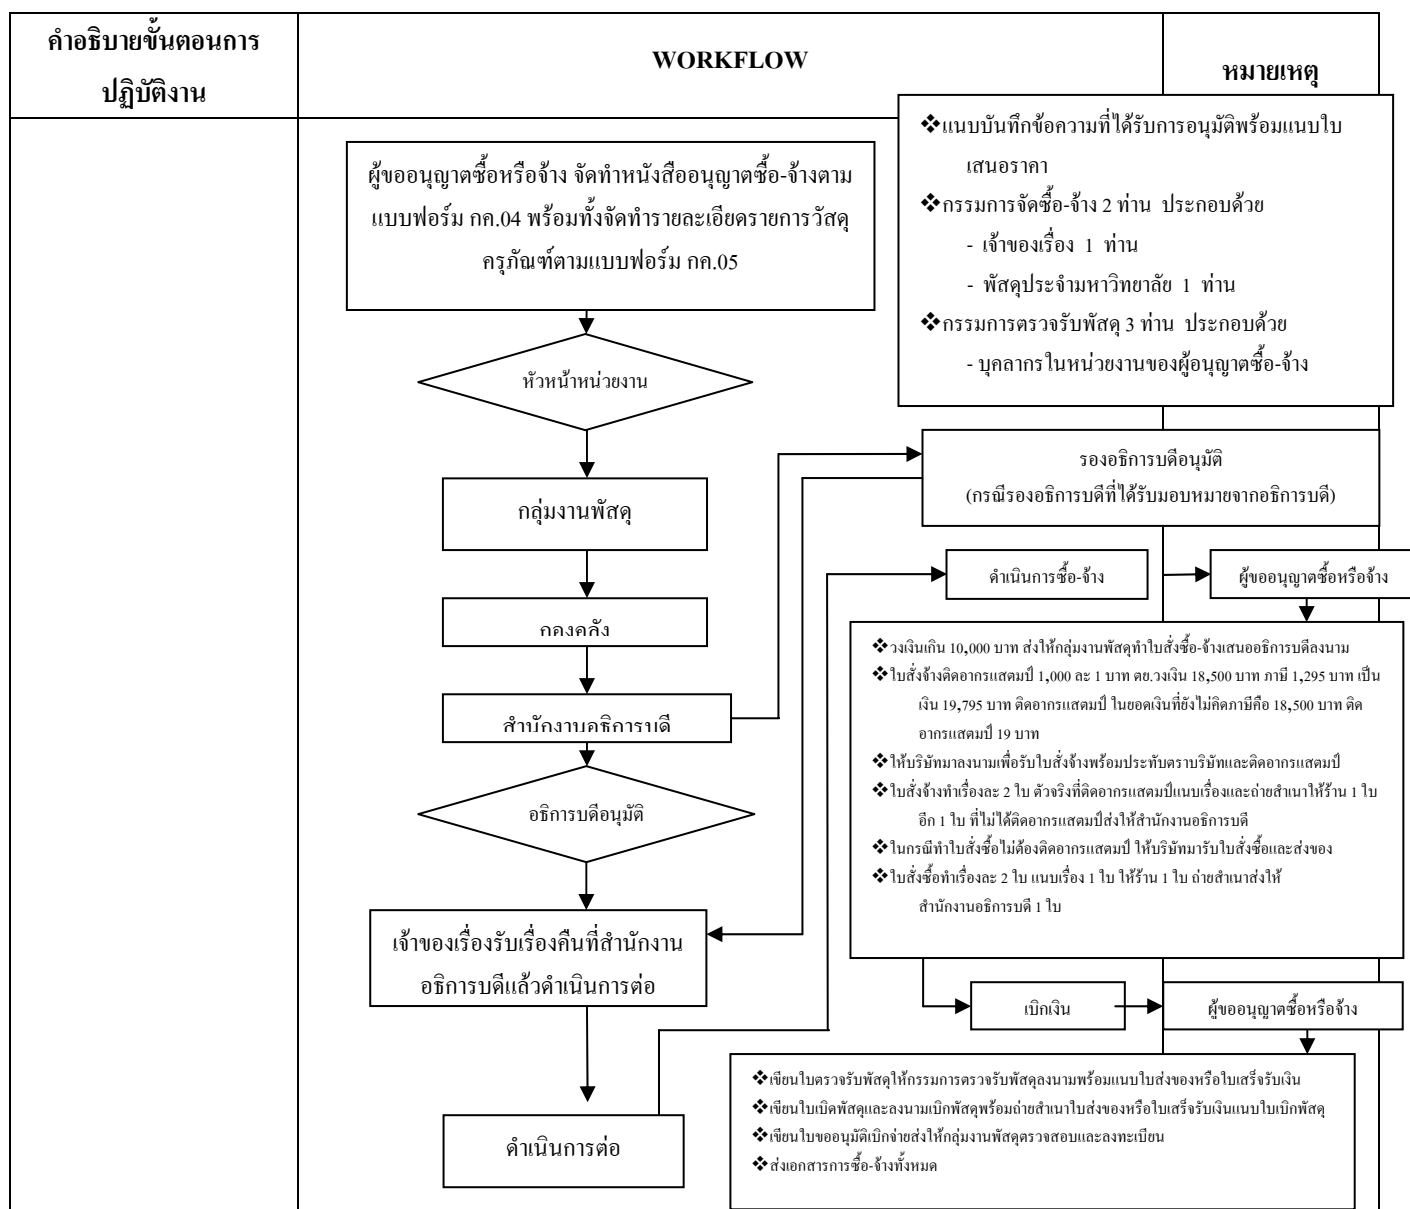 คำอธิบายขั้นตอนการ
ปฏิบัติงาน
WORKFLOW
หมายเหตุ
ผู้ขออนุญาตซื้อหรือจ้าง จัดทำหนังสืออนุญาตซื้อ-จ้างตาม
แบบฟอร์ม กค.04 พร้อมทั้งจัดทำรายละเอียดรายการวัสดุ
ครุภัณฑ์ตามแบบฟอร์ม กค.05
❖แนบบันทึกข้อความที่ได้รับการอนุมัติพร้อมแนบใบ
เสนอราคา
❖กรรมการจัดซื้อ-จ้าง 2 ท่าน ประกอบด้วย
- เจ้าของเรื่อง 1 ท่าน
- พัสดุประจำมหาวิทยาลัย 1 ท่าน
❖กรรมการตรวจรับพัสดุ 3 ท่าน ประกอบด้วย
- บุคลากรในหน่วยงานของผู้อนุญาตซื้อ-จ้าง
หัวหน้าหน่วยงาน
กลุ่มงานพัสดุ
กองคลัง
สำนักงานอธิการบดี
อธิการบดีอนุมัติ
เจ้าของเรื่องรับเรื่องคืนที่สำนักงาน
อธิการบดีแล้วดำเนินการต่อ
ดำเนินการต่อ
รองอธิการบดีอนุมัติ
(กรณีรองอธิการบดีที่ได้รับมอบหมายจากอธิการบดี)
ดำเนินการซื้อ-จ้าง
ผู้ขออนุญาตซื้อหรือจ้าง
❖วงเงินเกิน 10,000 บาท ส่งให้กลุ่มงานพัสดุทำใบสั่งซื้อ-จ้างเสนออธิการบดีลงนาม
❖ใบสั่งจ้างติดอากรแสตมป์ 1,000 ละ 1 บาท ตย.วงเงิน 18,500 บาท ภาษี 1,295 บาท เป็น
เงิน 19,795 บาท ติดอากรแสตมป์ ในยอดเงินที่ยังไม่คิดภาษีคือ 18,500 บาท ติด
อากรแสตมป์ 19 บาท
❖ให้บริษัทมาลงนามเพื่อรับใบสั่งจ้างพร้อมประทับตราบริษัทและติดอากรแสตมป์
❖ใบสั่งจ้างทำเรื่องละ 2 ใบ ตัวจริงที่ติดอากรแสตมป์แนบเรื่องและถ่ายสำเนาให้ร้าน 1 ใบ
อีก 1 ใบ ที่ไม่ได้ติดอากรแสตมป์ส่งให้สำนักงานอธิการบดี
❖ในกรณีทำใบสั่งซื้อไม่ต้องติดอากรแสตมป์ ให้บริษัทมารับใบสั่งซื้อและส่งของ
❖ใบสั่งซื้อทำเรื่องละ 2 ใบ แนบเรื่อง 1 ใบ ให้ร้าน 1 ใบ ถ่ายสำเนาส่งให้
สำนักงานอธิการบดี 1 ใบ
เบิกเงิน
ผู้ขออนุญาตซื้อหรือจ้าง
❖เขียนใบตรวจรับพัสดุให้กรรมการตรวจรับพัสดุลงนามพร้อมแนบใบส่งของหรือใบเสร็จรับเงิน
❖เขียนใบเบิดพัสดุและลงนามเบิกพัสดุพร้อมถ่ายสำเนาใบส่งของหรือใบเสร็จรับเงินแนบใบเบิกพัสดุ
❖เขียนใบขออนุมัติเบิกจ่ายส่งให้กลุ่มงานพัสดุตรวจสอบและลงทะเบียน
❖ส่งเอกสารการซื้อ-จ้างทั้งหมด